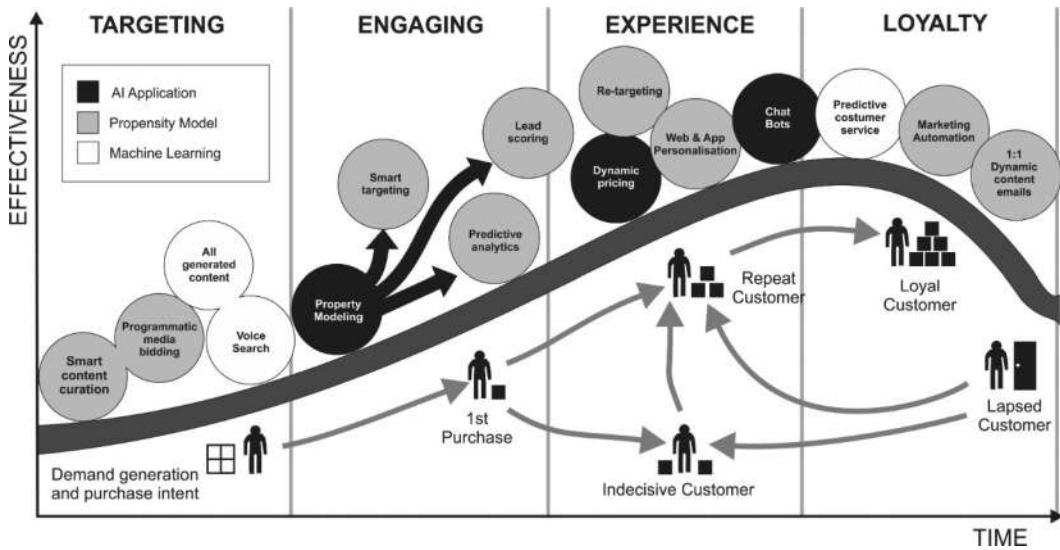 TARGETING
ENGAGING
EXPERIENCE
LOYALTY
EFFECTIVENESS
AI Application
Propensity Model
Machine Learning
Smart
content
curation
Programmatic
media
bidding
All
generated
content
Voice
Search
Property
Modeling
Smart
targeting
Lead
scoring
Predictive
analytics
Re-targeting
Dynamic
pricing
Web & App
Personalisation
Chat
Bots
Predictive
costumer
service
Marketing
Automation
1:1
Dynamic
content
emails
Demand generation
and purchase intent
1st
Purchase
Indecisive Customer
Repeat
Customer
Loyal
Customer
Lapsed
Customer
TIME